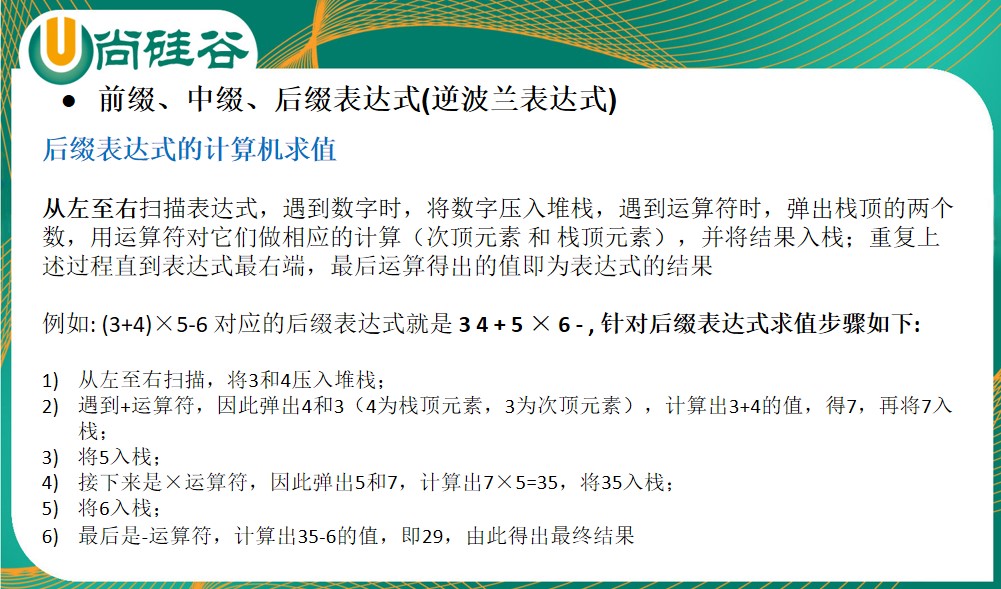 尚硅谷
● 前缀、中缀、后缀表达式(逆波兰表达式)
后缀表达式的计算机求值
从左至右扫描表达式，遇到数字时，将数字压入堆栈，遇到运算符时，弹出栈顶的两个
数，用运算符对它们做相应的计算（次顶元素 和 栈顶元素），并将结果入栈；重复上
述过程直到表达式最右端，最后运算得出的值即为表达式的结果
例如: (3+4)×5-6 对应的后缀表达式就是 3 4 + 5 × 6 - , 针对后缀表达式求值步骤如下:
1) 从左至右扫描，将3和4压入堆栈；
2) 遇到+运算符，因此弹出4和3（4为栈顶元素，3为次顶元素），计算出3+4的值，得7，再将7入
栈；
3) 将5入栈；
4) 接下来是×运算符，因此弹出5和7，计算出7×5=35，将35入栈；
5) 将6入栈；
6) 最后是-运算符，计算出35-6的值，即29，由此得出最终结果